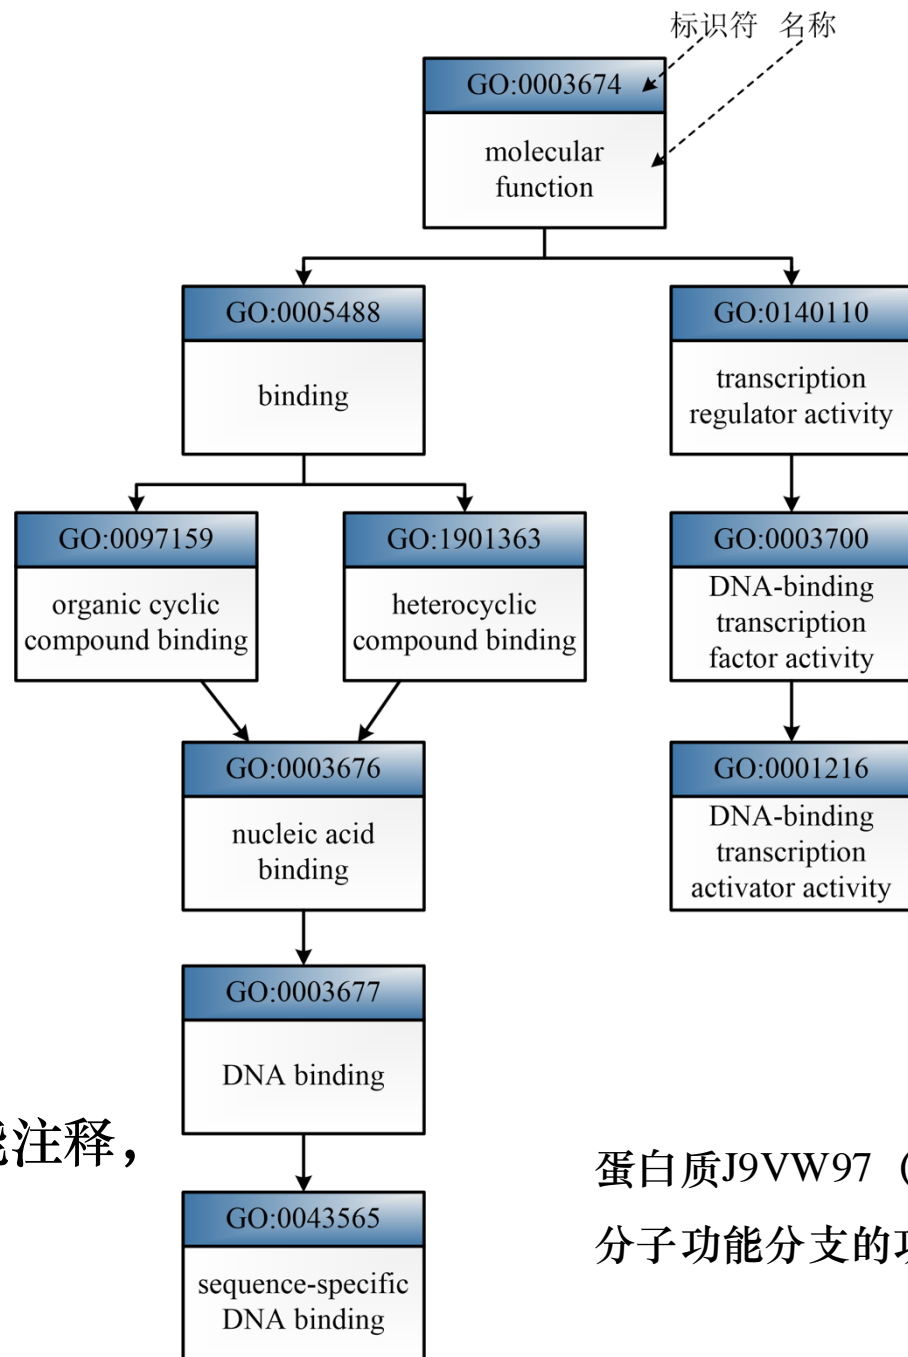 标识符 名称
GO:0003674
molecular
function
GO:0005488
binding
GO:0140110
transcription
regulator activity
GO:0097159
organic cyclic
compound binding
GO:1901363
heterocyclic
compound binding
GO:0003700
DNA-binding
transcription
factor activity
GO:0003676
nucleic acid
binding
GO:0001216
DNA-binding
transcription
activator activity
GO:0003677
DNA binding
注释，
GO:0043565
sequence-specific
DNA binding
蛋白质J9VW97（
分子功能分支的